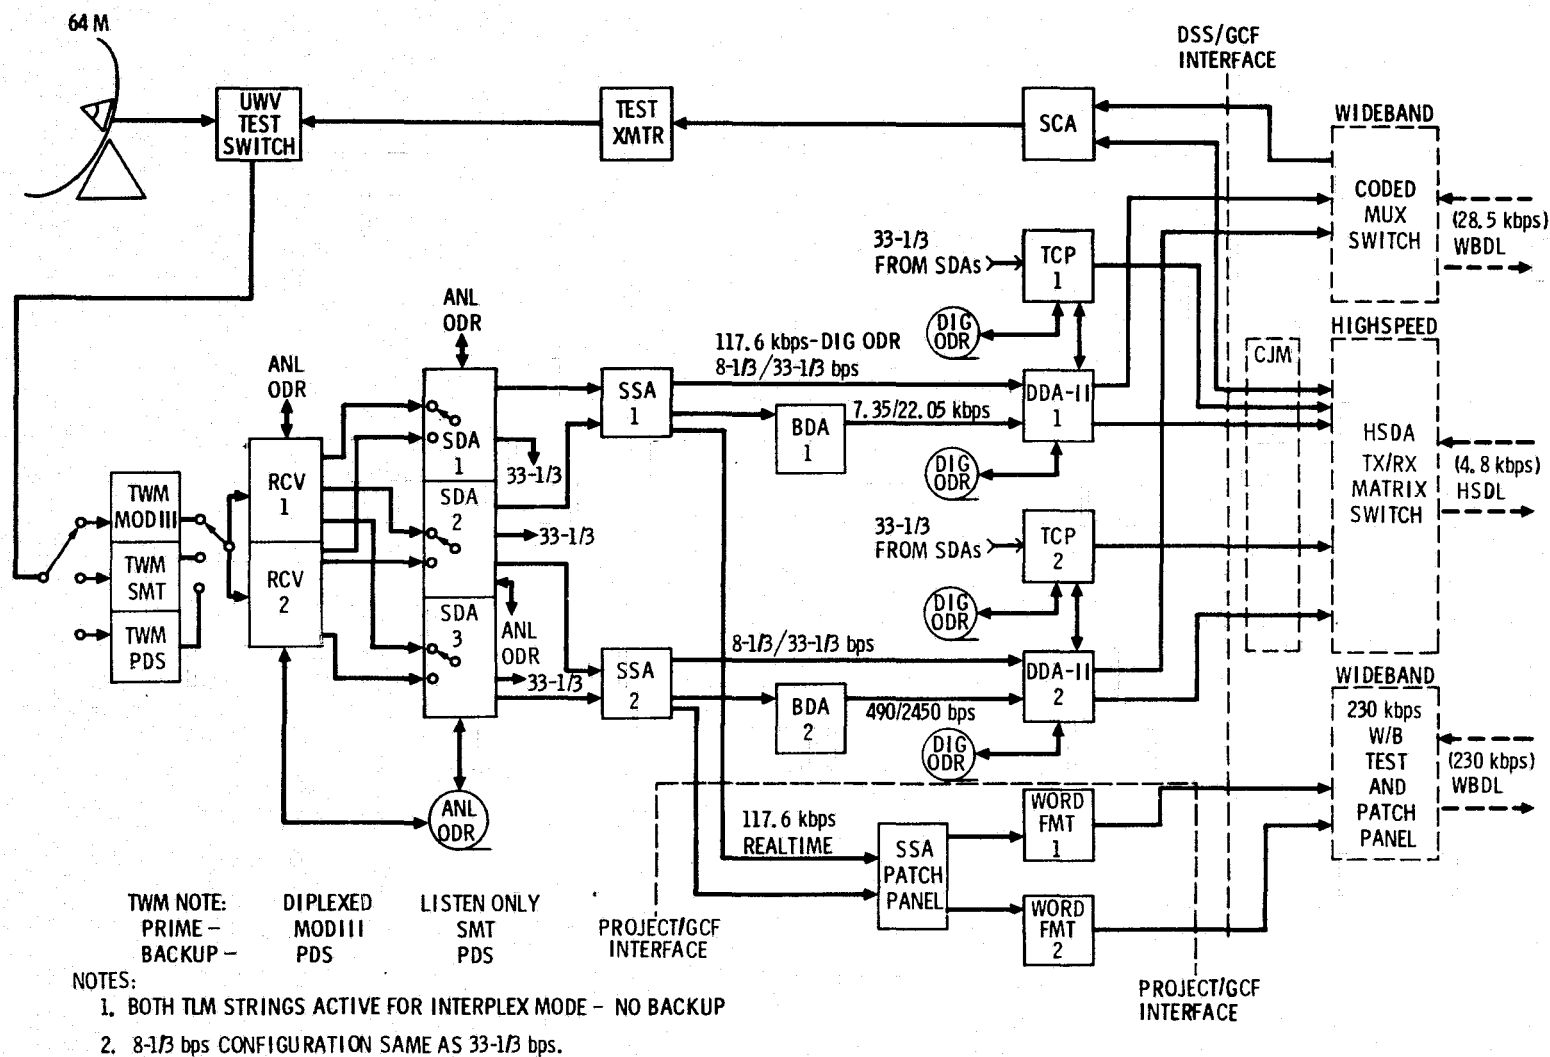 64 M
DSS/GCF
INTERFACE
UWV
TEST
SWITCH
TEST
XMTR
SCA
WIDEBAND
CODED
MUX
SWITCH
(28.5 kbps)
WBDL
33-1/3
FROM SDAs
TCP
1
DIG
ODR
ANL
ODR
HIGHSPEED
117.6 kbps-DIG ODR
8-1/3/33-1/3 bps
CJM
ANL
ODR
SSA
1
DDA-II
1
7.35/22.05 kbps
BDA
1
SDA
1
HSDA
TX/RX
MATRIX
SWITCH
(4.8 kbps)
HSDL
33-1/3
DIG
ODR
RCV
1
TWM
MODIII
SDA
2
33-1/3
33-1/3
FROM SDAs
TCP
2
TWM
SMT
RCV
2
DIG
ODR
SDA
3
ANL
ODR
TWM
PDS
8-1/3/33-1/3 bps
33-1/3
SSA
2
DDA-II
2
BDA
2
490/2450 bps
WIDEBAND
230 kbps
W/B
TEST
AND
PATCH
PANEL
(230 kbps)
WBDL
DIG
ODR
ANL
ODR
117.6 kbps
REALTIME
WORD
FMT
1
SSA
PATCH
PANEL
WORD
FMT
2
TWM NOTE: DIPLEXED LISTEN ONLY
PRIME - MODIII SMT
BACKUP - PDS PDS
PROJECT/GCF
INTERFACE
PROJECT/GCF
INTERFACE
NOTES:
1. BOTH TLM STRINGS ACTIVE FOR INTERPLEX MODE - NO BACKUP
2. 8-1/3 bps CONFIGURATION SAME AS 33-1/3 bps.